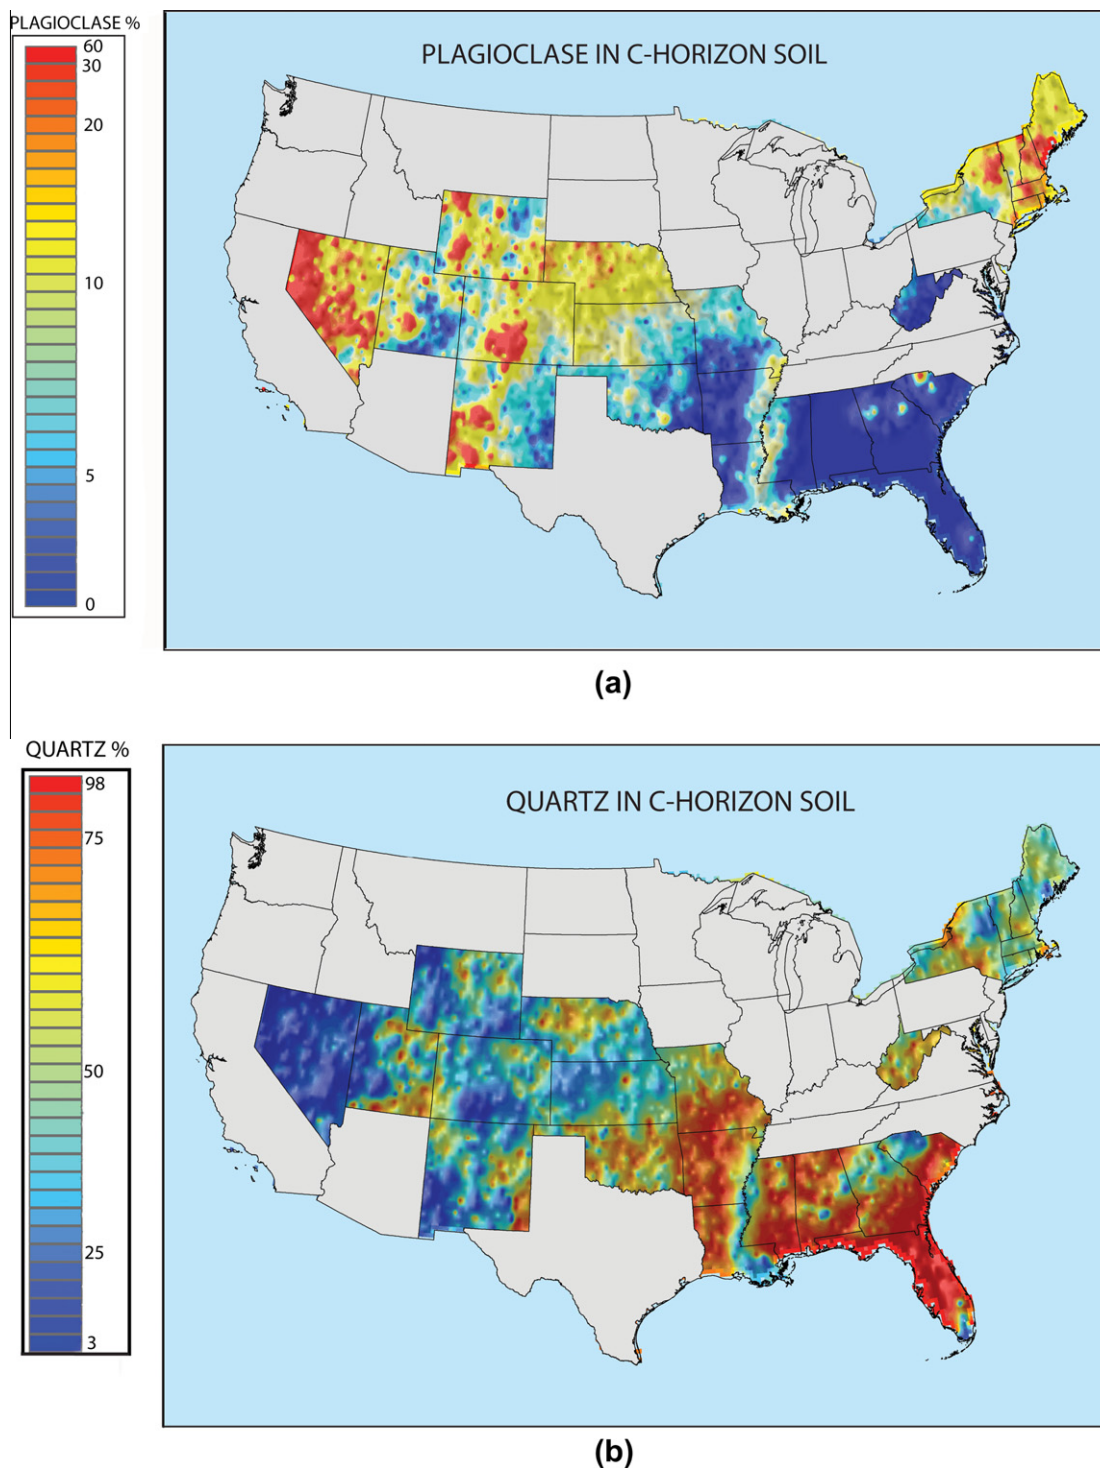 PLAGIOCLASE %
60
30
20
10
5
0
PLAGIOCLASE IN C-HORIZON SOIL
(a)
QUARTZ %
98
75
50
25
3
QUARTZ IN C-HORIZON SOIL
(b)